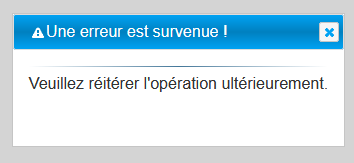 Une erreur est survenue !
Veuillez réitérer l'opération ultérieurement.